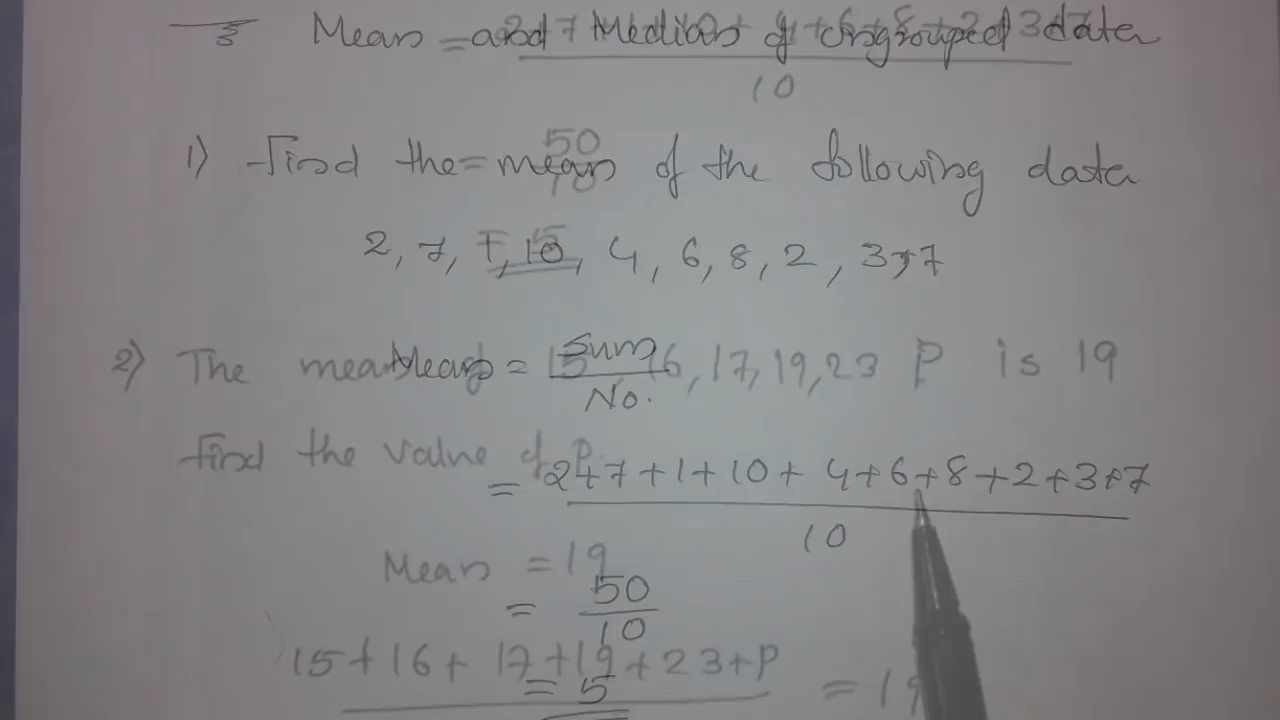 Mean and Median of Ungrouped data
10
1) Find the mean of the following data
50
10
2, 7, 1, 10, 4, 6, 8, 2, 3, 7
2) The mean of 15, 16, 17, 19, 23 P is 19
Mean = Sum
No.
find the value of P.
= 2+7+1+10+4+6+8+2+3+7
10
Mean = 19
= 50
10
15+16+17+19+23+P = 19
= 5